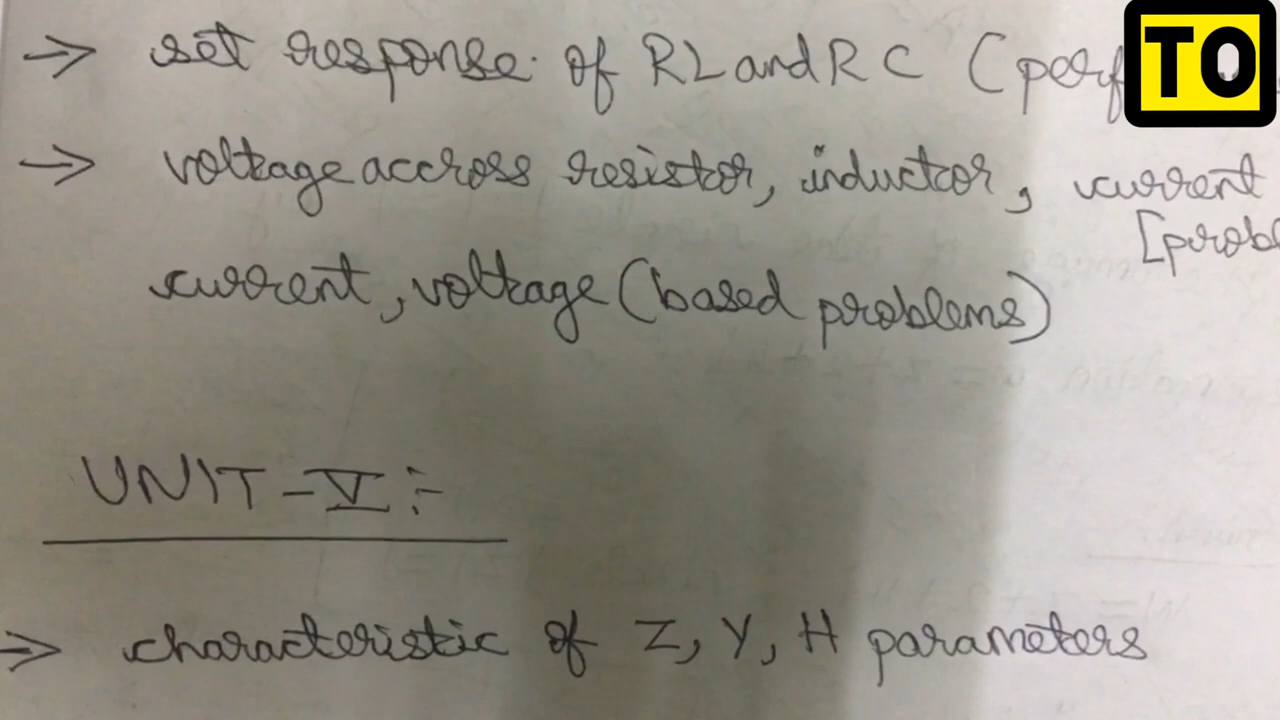 → set response of RL and RC (perf
TO
→ voltage accross resistor, inductor, current
[prob
current, voltage (based problems)
UNIT-V :-
→ characteristic of Z, Y, H parameters